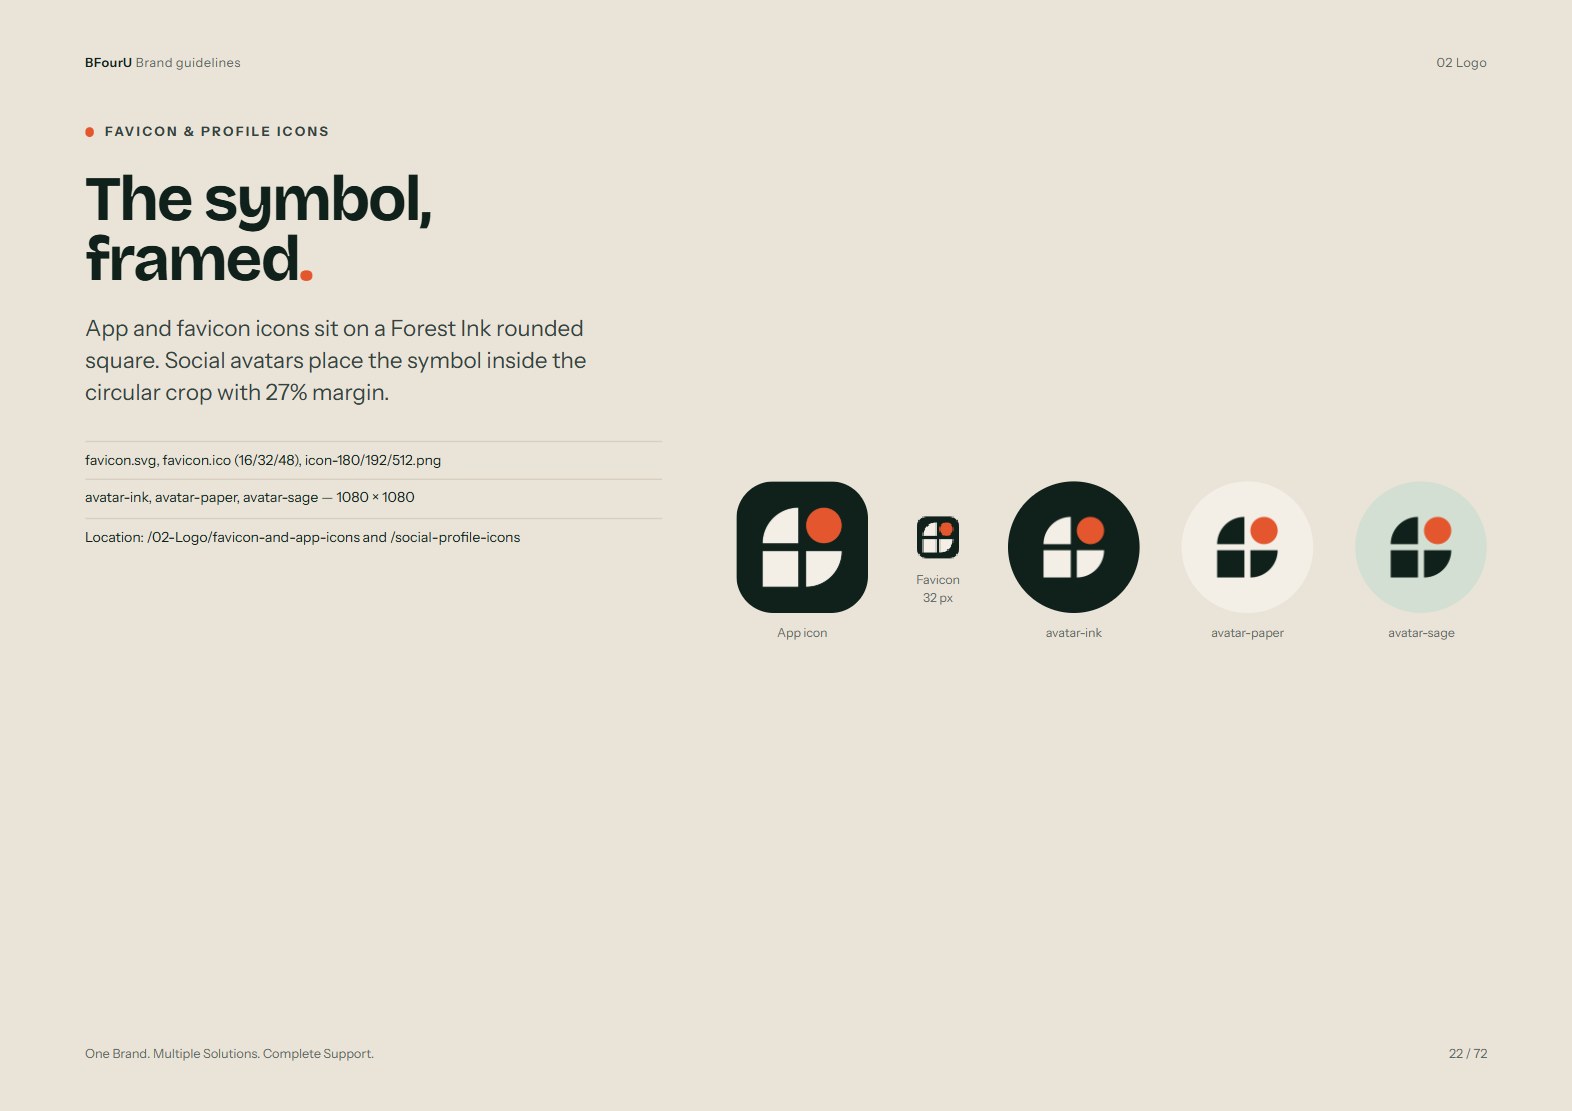 BFourU Brand guidelines
02 Logo
FAVICON & PROFILE ICONS
The symbol,
framed.
App and favicon icons sit on a Forest Ink rounded
square. Social avatars place the symbol inside the
circular crop with 27% margin.
favicon.svg, favicon.ico (16/32/48), icon-180/192/512.png
avatar-ink, avatar-paper, avatar-sage — 1080 × 1080
Location: /02-Logo/favicon-and-app-icons and /social-profile-icons
App icon
Favicon
32 px
avatar-ink
avatar-paper
avatar-sage
One Brand. Multiple Solutions. Complete Support.
22 / 72